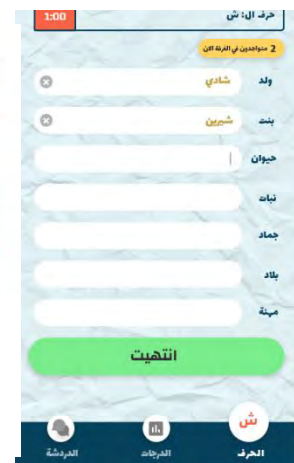 حرف ال: ش 1:00
2 متواجدين في الغرفة الان
ولد شادي
بنت شيرين
حيوان
نبات
جماد
بلاد
مهنة
انتهيت
ش
الحرف الدرجات الدردشة